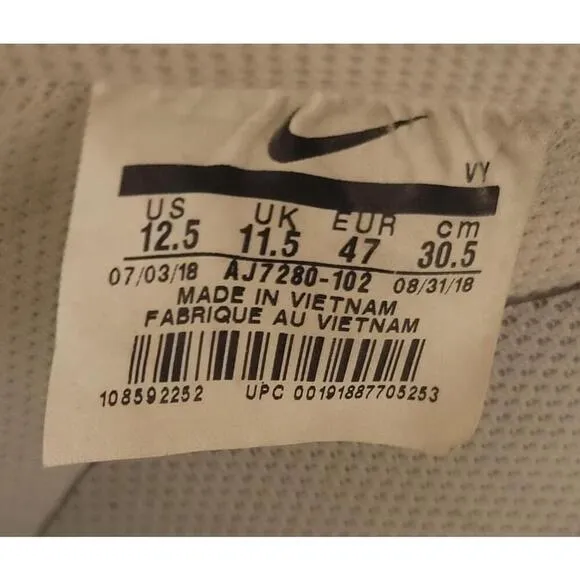 VY
US UK EUR cm
12.5 11.5 47 30.5
07/03/18 AJ7280-102 08/31/18
MADE IN VIETNAM
FABRIQUE AU VIETNAM
108592252 UPC 00191887705253